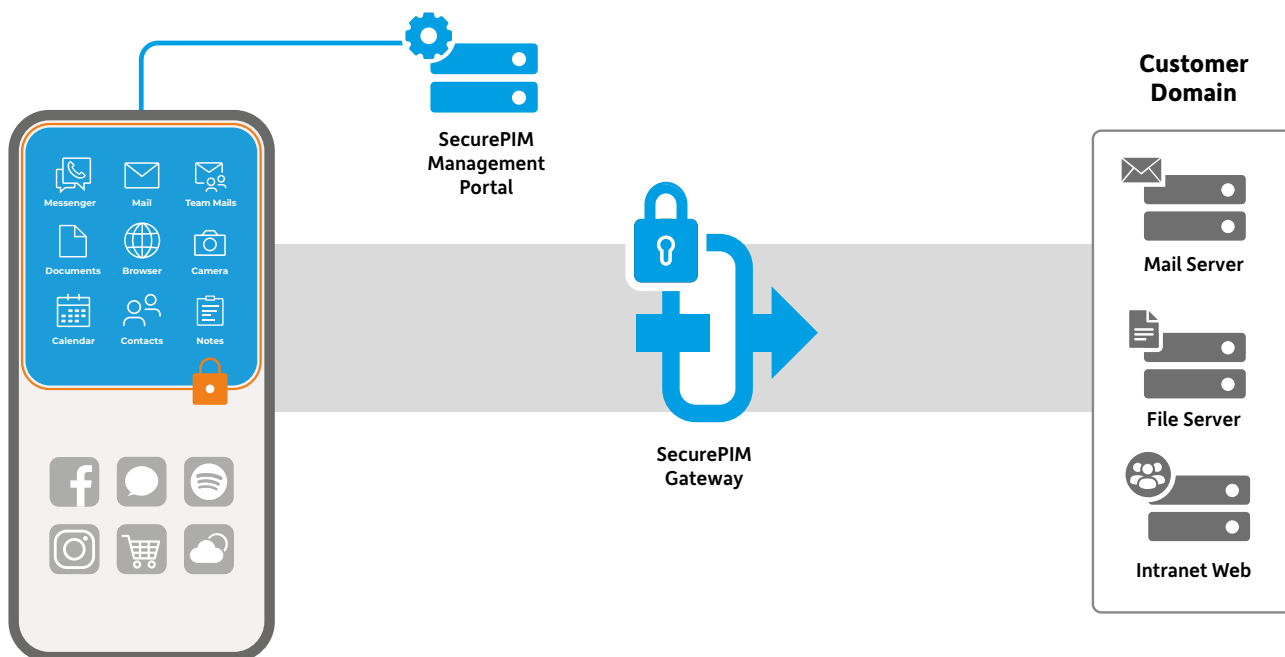 SecurePIM
Management
Portal
Customer
Domain
Messenger
Mail
Team Mails
Documents
Browser
Camera
Calendar
Contacts
Notes
SecurePIM
Gateway
Mail Server
File Server
Intranet Web